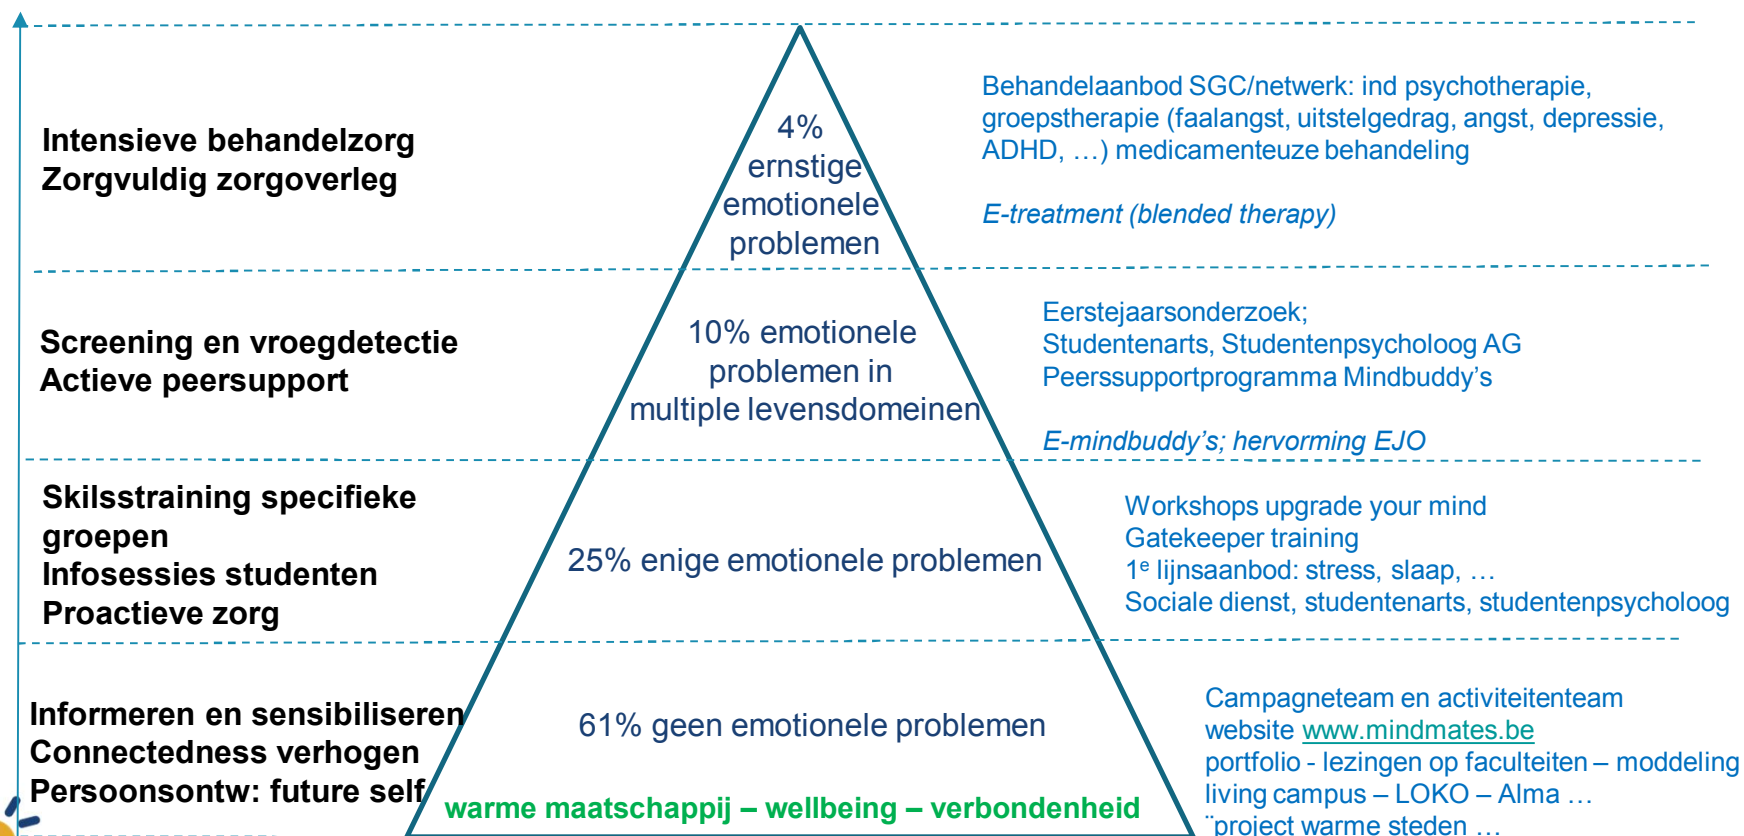 Intensieve behandelzorg
Zorgvuldig zorgoverleg
4%
ernstige
emotionele
problemen
Behandelaanbod SGC/netwerk: ind psychotherapie,
groepstherapie (faalangst, uitstelgedrag, angst, depressie,
ADHD, …) medicamenteuze behandeling
E-treatment (blended therapy)
Screening en vroegdetectie
Actieve peersupport
10% emotionele
problemen in
multiple levensdomeinen
Eerstejaarsonderzoek;
Studentenarts, Studentenpsycholoog AG
Peerssupportprogramma Mindbuddy’s
E-mindbuddy’s; hervorming EJO
Skilsstraining specifieke
groepen
Infosessies studenten
Proactieve zorg
25% enige emotionele problemen
Workshops upgrade your mind
Gatekeeper training
1e lijnsaanbod: stress, slaap, …
Sociale dienst, studentenarts, studentenpsycholoog
Informeren en sensibiliseren
Connectedness verhogen
Persoonsontw: future self
61% geen emotionele problemen
warme maatschappij – wellbeing – verbondenheid
Campagneteam en activiteitenteam
website www.mindmates.be
portfolio - lezingen op faculteiten – moddeling
living campus – LOKO – Alma …
¨project warme steden …